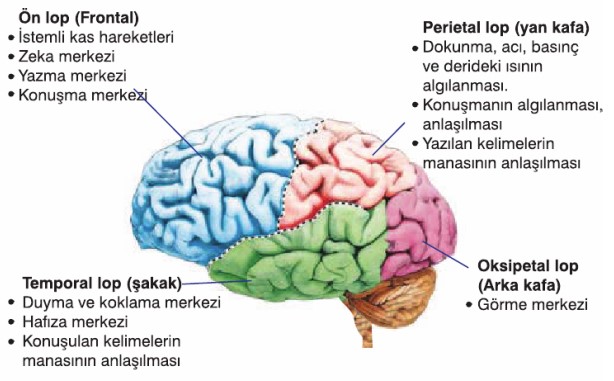 Ön lop (Frontal)
• İstemli kas hareketleri
• Zeka merkezi
• Yazma merkezi
• Konuşma merkezi
Perietal lop (yan kafa)
• Dokunma, acı, basınç
ve derideki ısının
algılanması.
• Konuşmanın algılanması,
anlaşılması
• Yazılan kelimelerin
manasının anlaşılması
Temporal lop (şakak)
• Duyma ve koklama merkezi
• Hafıza merkezi
• Konuşulan kelimelerin
manasının anlaşılması
Oksipetal lop
(Arka kafa)
• Görme merkezi